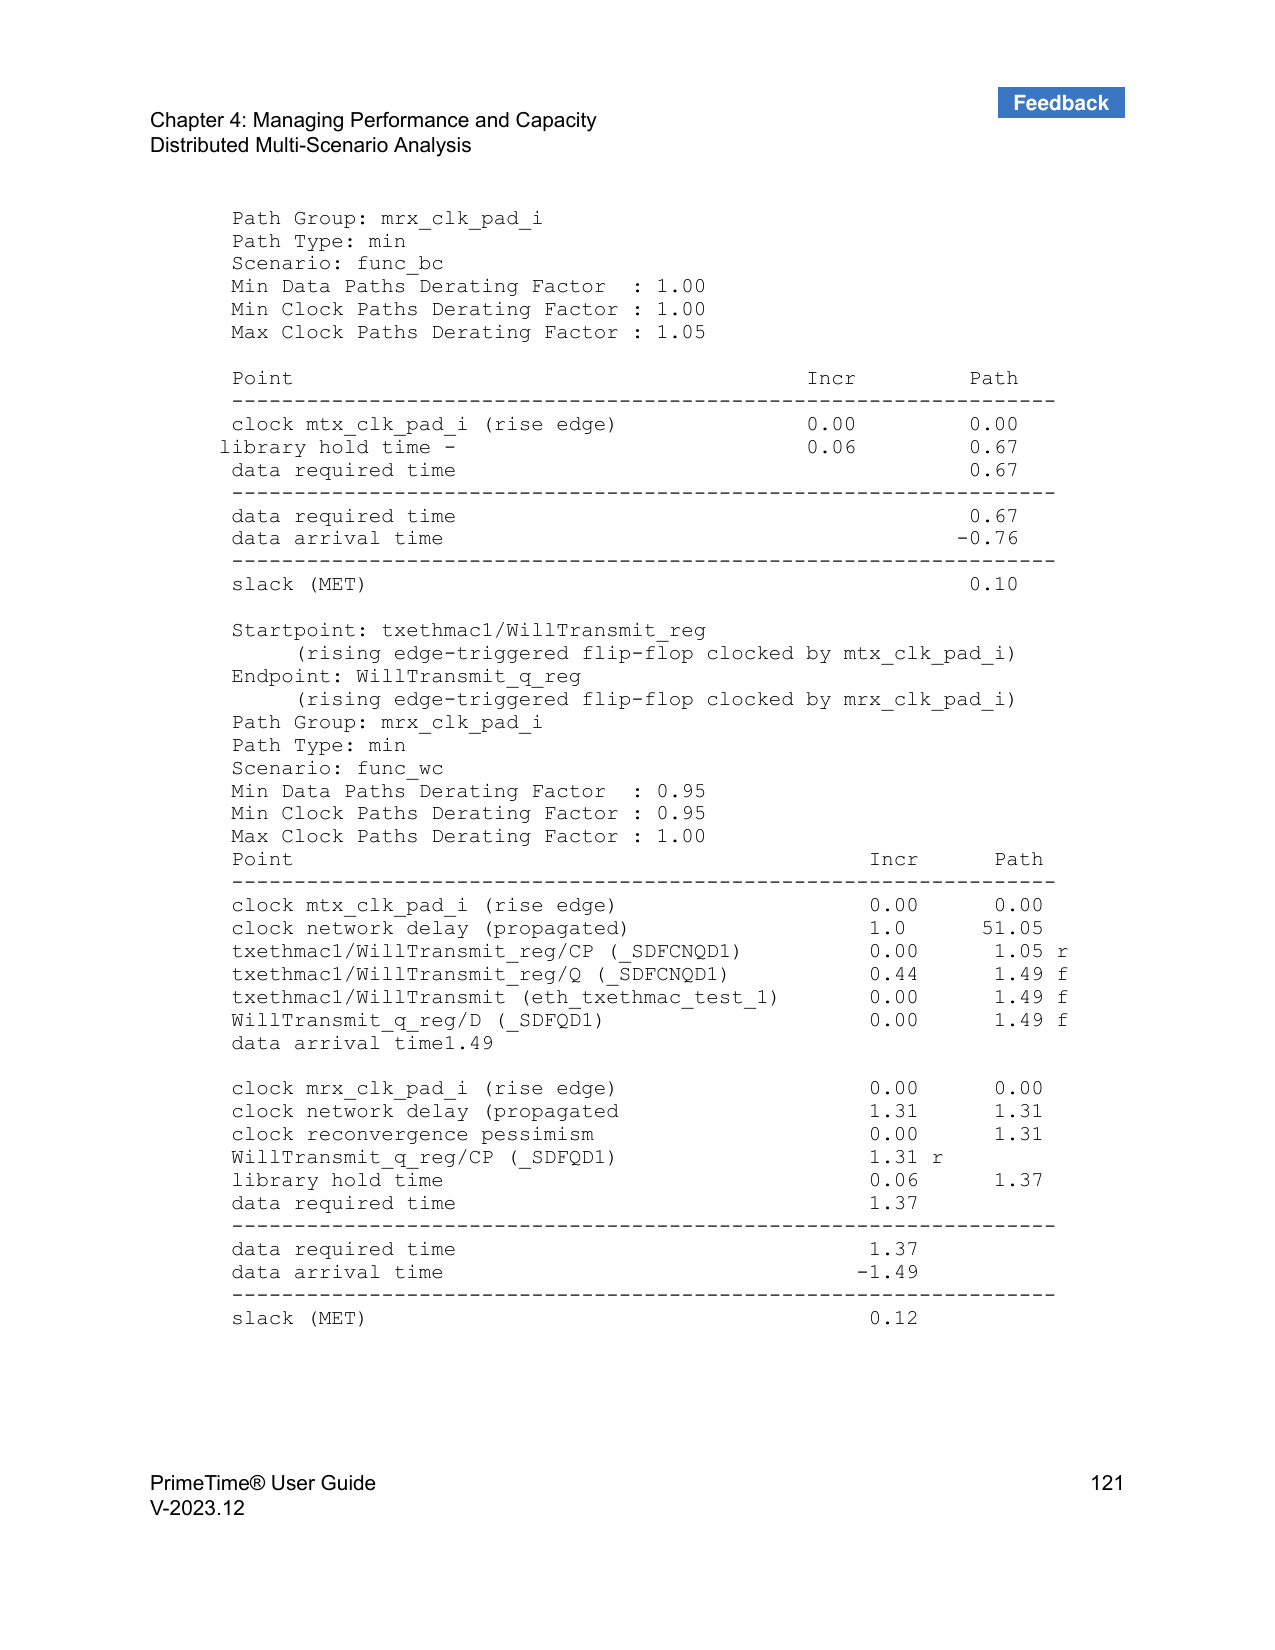 Feedback
Chapter 4: Managing Performance and Capacity
Distributed Multi-Scenario Analysis
Path Group: mrx_clk_pad_i
Path Type: min
Scenario: func_bc
Min Data Paths Derating Factor  : 1.00
Min Clock Paths Derating Factor : 1.00
Max Clock Paths Derating Factor : 1.05
Point                                         Incr         Path
------------------------------------------------------------------
clock mtx_clk_pad_i (rise edge)               0.00         0.00
library hold time -                            0.06         0.67
data required time                                         0.67
------------------------------------------------------------------
data required time                                         0.67
data arrival time                                         -0.76
------------------------------------------------------------------
slack (MET)                                                0.10
Startpoint: txethmac1/WillTransmit_reg
     (rising edge-triggered flip-flop clocked by mtx_clk_pad_i)
Endpoint: WillTransmit_q_reg
     (rising edge-triggered flip-flop clocked by mrx_clk_pad_i)
Path Group: mrx_clk_pad_i
Path Type: min
Scenario: func_wc
Min Data Paths Derating Factor  : 0.95
Min Clock Paths Derating Factor : 0.95
Max Clock Paths Derating Factor : 1.00
Point                                              Incr      Path
------------------------------------------------------------------
clock mtx_clk_pad_i (rise edge)                    0.00      0.00
clock network delay (propagated)                   1.0      51.05
txethmac1/WillTransmit_reg/CP (_SDFCNQD1)          0.00      1.05 r
txethmac1/WillTransmit_reg/Q (_SDFCNQD1)           0.44      1.49 f
txethmac1/WillTransmit (eth_txethmac_test_1)       0.00      1.49 f
WillTransmit_q_reg/D (_SDFQD1)                     0.00      1.49 f
data arrival time1.49
clock mrx_clk_pad_i (rise edge)                    0.00      0.00
clock network delay (propagated                    1.31      1.31
clock reconvergence pessimism                      0.00      1.31
WillTransmit_q_reg/CP (_SDFQD1)                    1.31 r
library hold time                                  0.06      1.37
data required time                                 1.37
------------------------------------------------------------------
data required time                                 1.37
data arrival time                                 -1.49
------------------------------------------------------------------
slack (MET)                                        0.12
PrimeTime® User Guide 121
V-2023.12